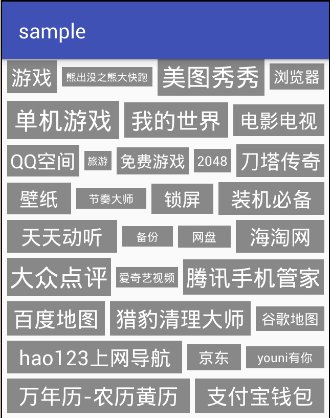 sample
游戏 熊出没之熊大快跑 美图秀秀 浏览器
单机游戏 我的世界 电影电视
QQ空间 旅游 免费游戏 2048 刀塔传奇
壁纸 节奏大师 锁屏 装机必备
天天动听 备份 网盘 海淘网
大众点评 爱奇艺视频 腾讯手机管家
百度地图 猎豹清理大师 谷歌地图
hao123上网导航 京东 youni有你
万年历-农历黄历 支付宝钱包